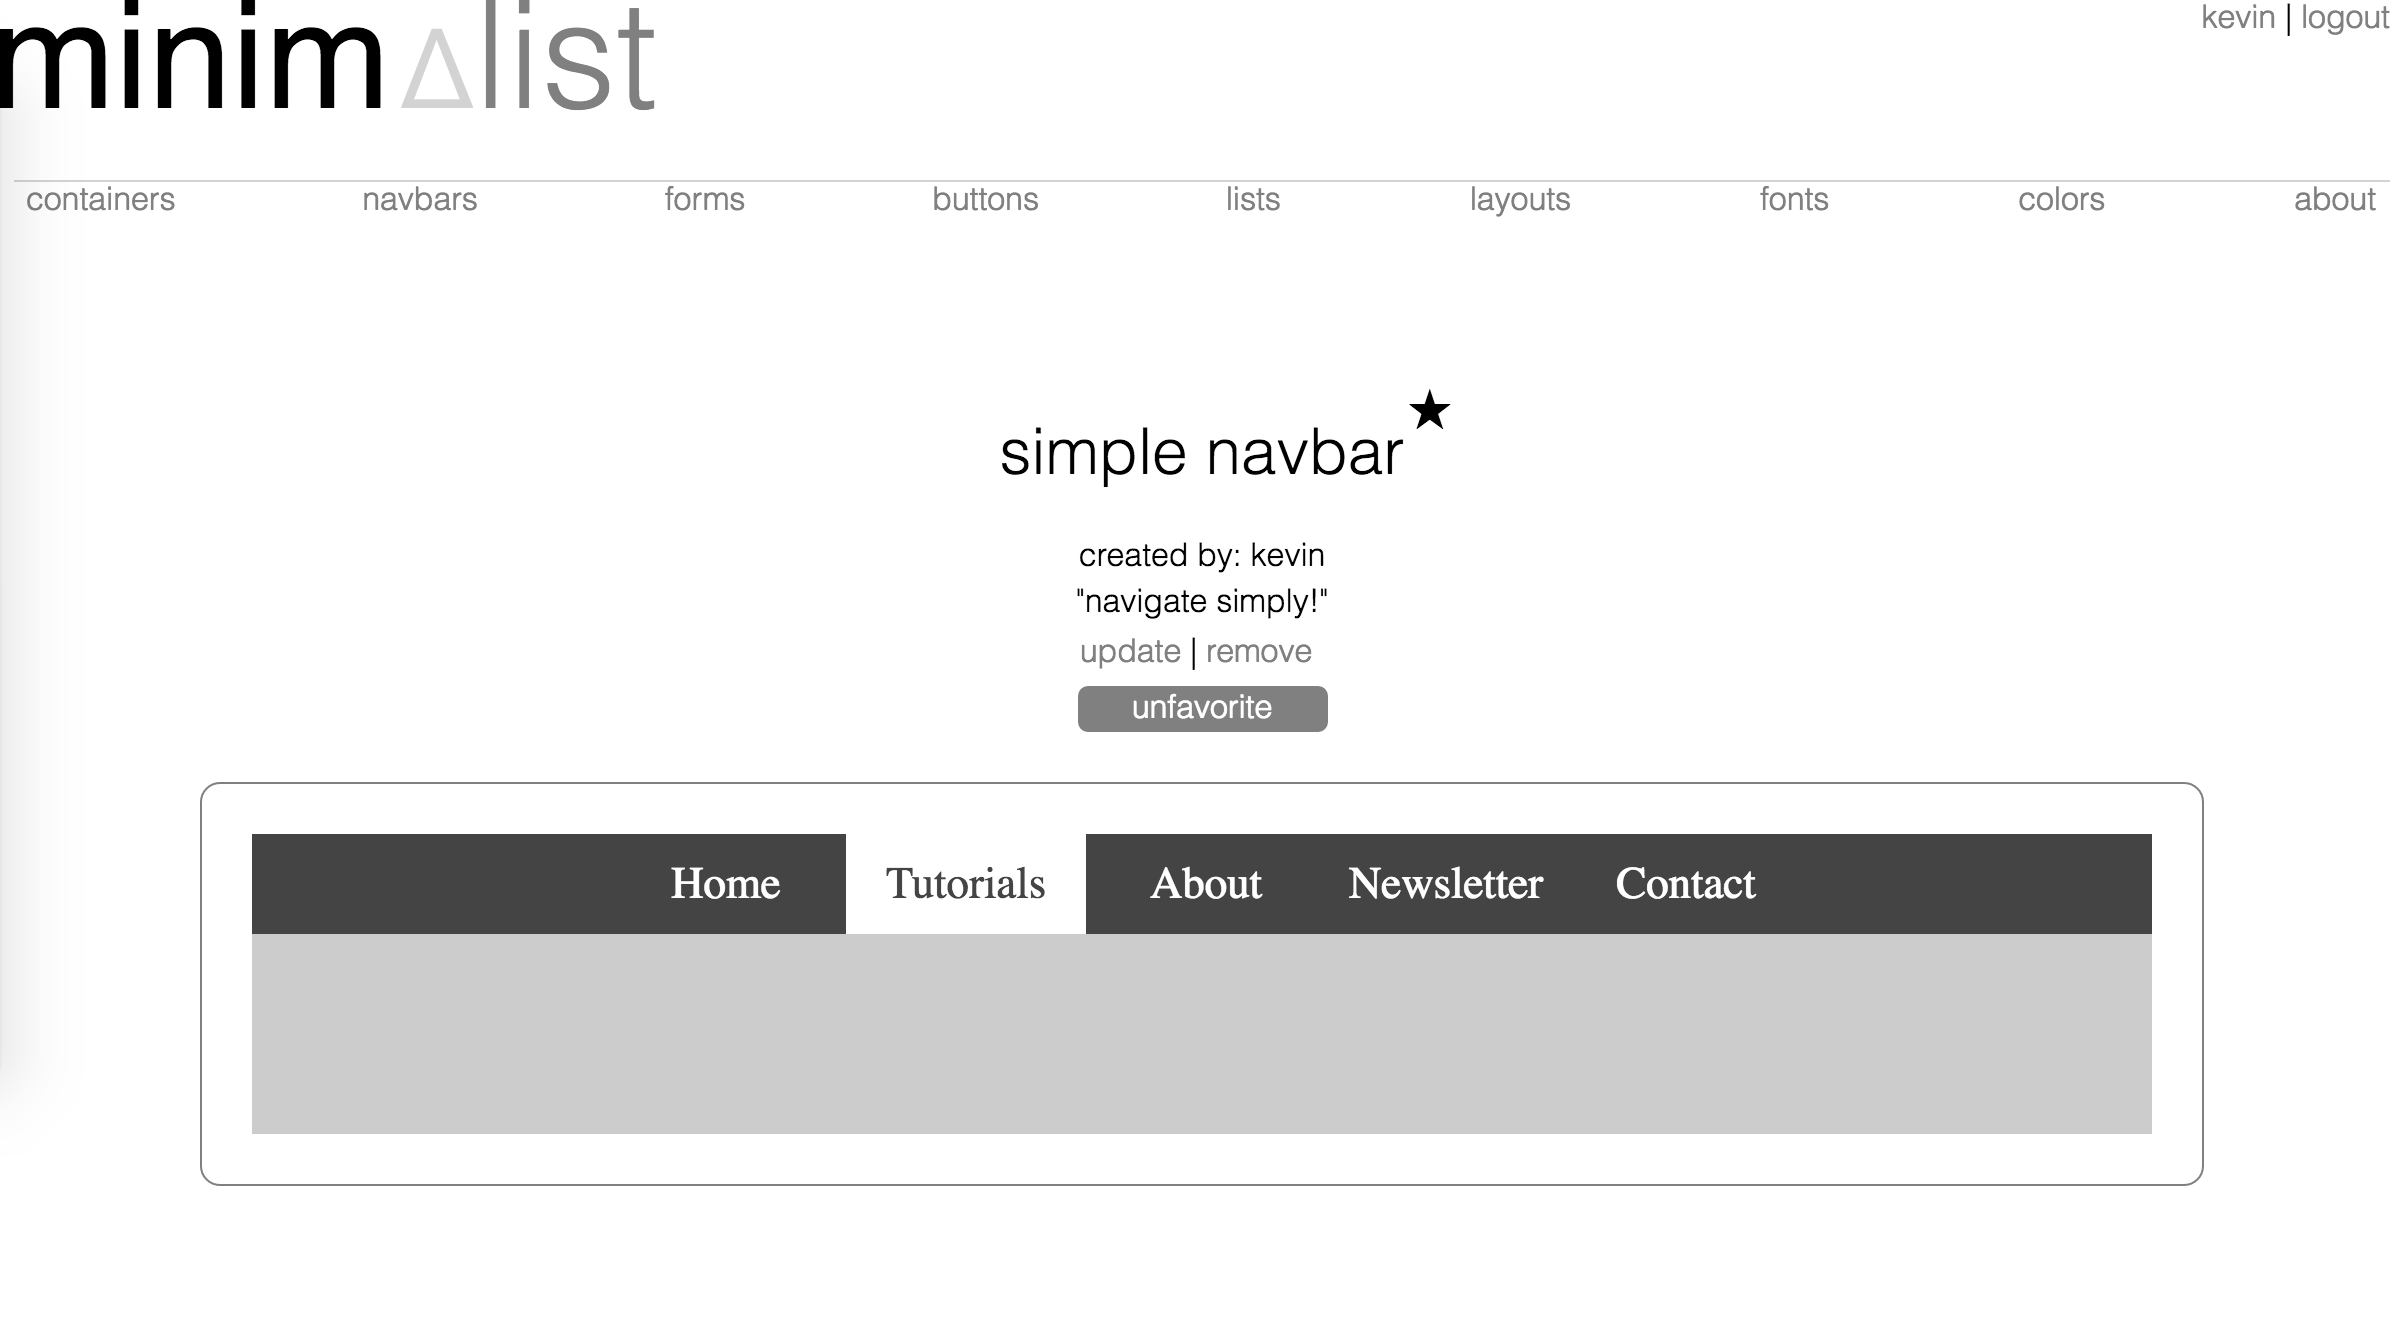 minim∆list
kevin | logout
containers navbars forms buttons lists layouts fonts colors about
simple navbar★
created by: kevin
"navigate simply!"
update | remove
unfavorite
Home Tutorials About Newsletter Contact